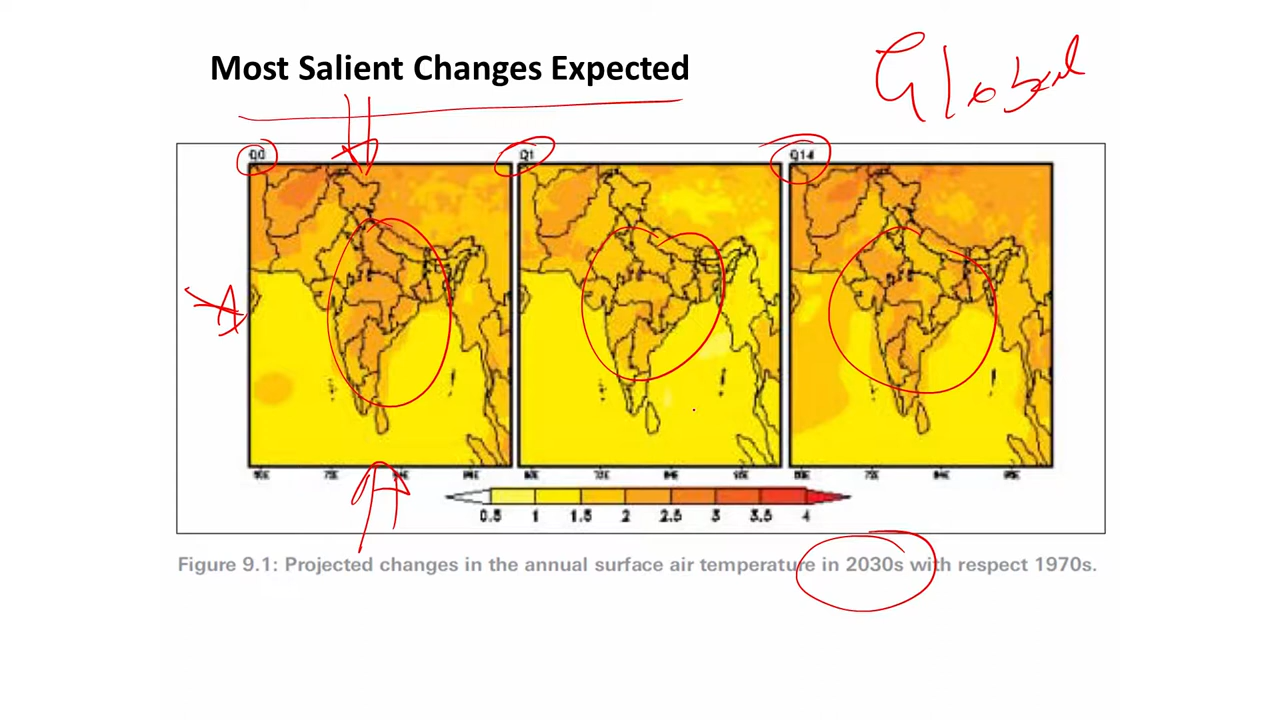 Most Salient Changes Expected
Global
Q0
Q1
Q14
0.5 1 1.5 2 2.5 3 3.5 4
Figure 9.1: Projected changes in the annual surface air temperature in 2030s with respect 1970s.